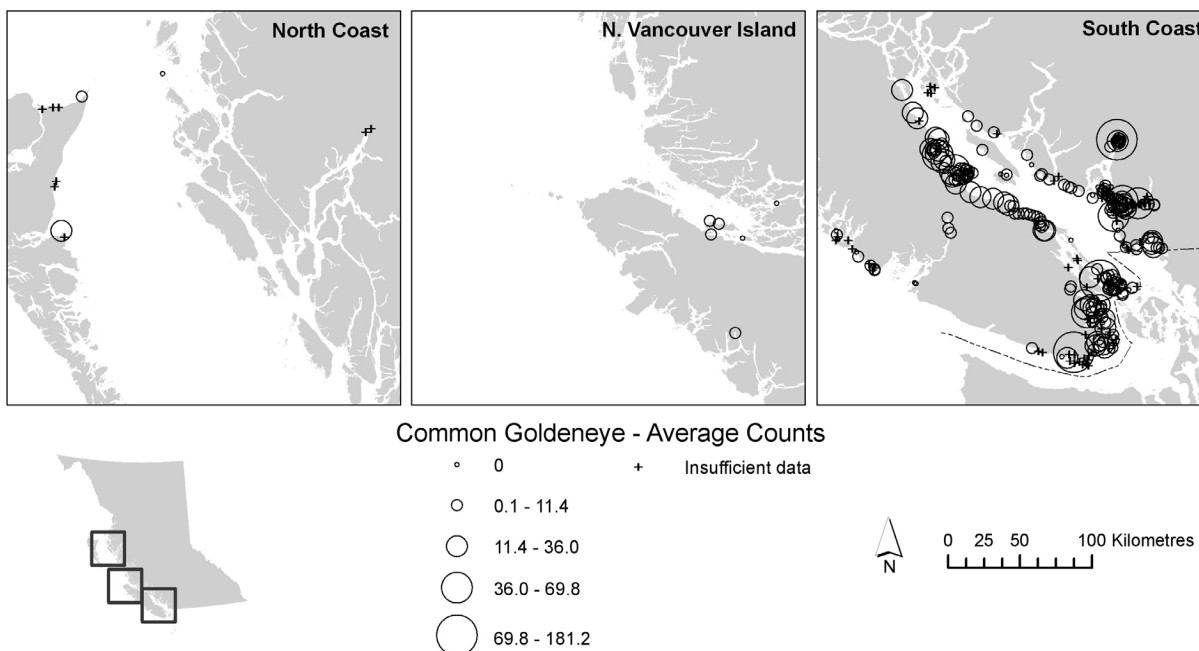 North Coast
N. Vancouver Island
South Coast
Common Goldeneye - Average Counts
0
+ Insufficient data
0.1 - 11.4
11.4 - 36.0
36.0 - 69.8
69.8 - 181.2
N
0 25 50 100 Kilometres